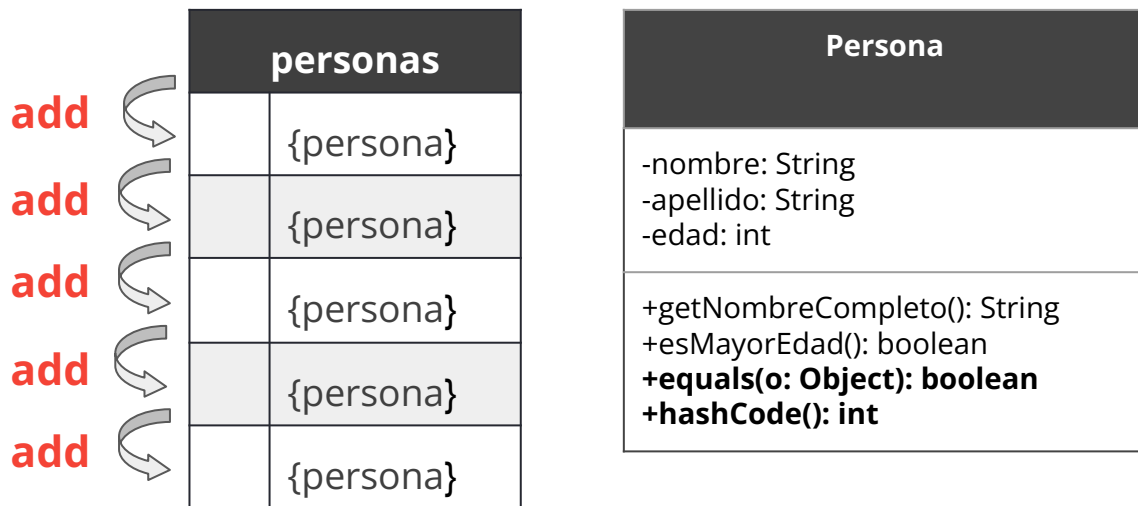 personas
add
{persona}
add
{persona}
add
{persona}
add
{persona}
add
{persona}
Persona
-nombre: String
-apellido: String
-edad: int
+getNombreCompleto(): String
+esMayorEdad(): boolean
+equals(o: Object): boolean
+hashCode(): int